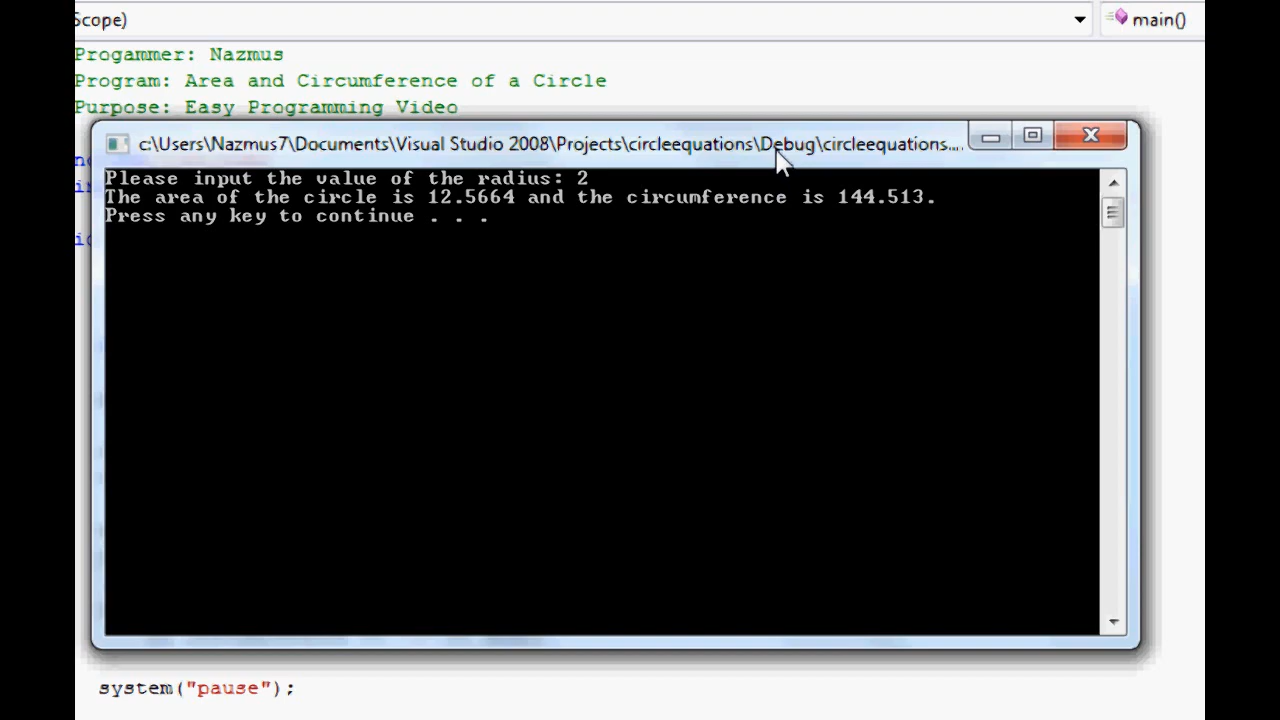 Scope)
main()
Progammer: Nazmus
Program: Area and Circumference of a Circle
Purpose: Easy Programming Video
c:\Users\Nazmus7\Documents\Visual Studio 2008\Projects\circleequations\Debug\circleequations....
Please input the value of the radius: 2
The area of the circle is 12.5664 and the circumference is 144.513.
Press any key to continue . . .
system("pause");